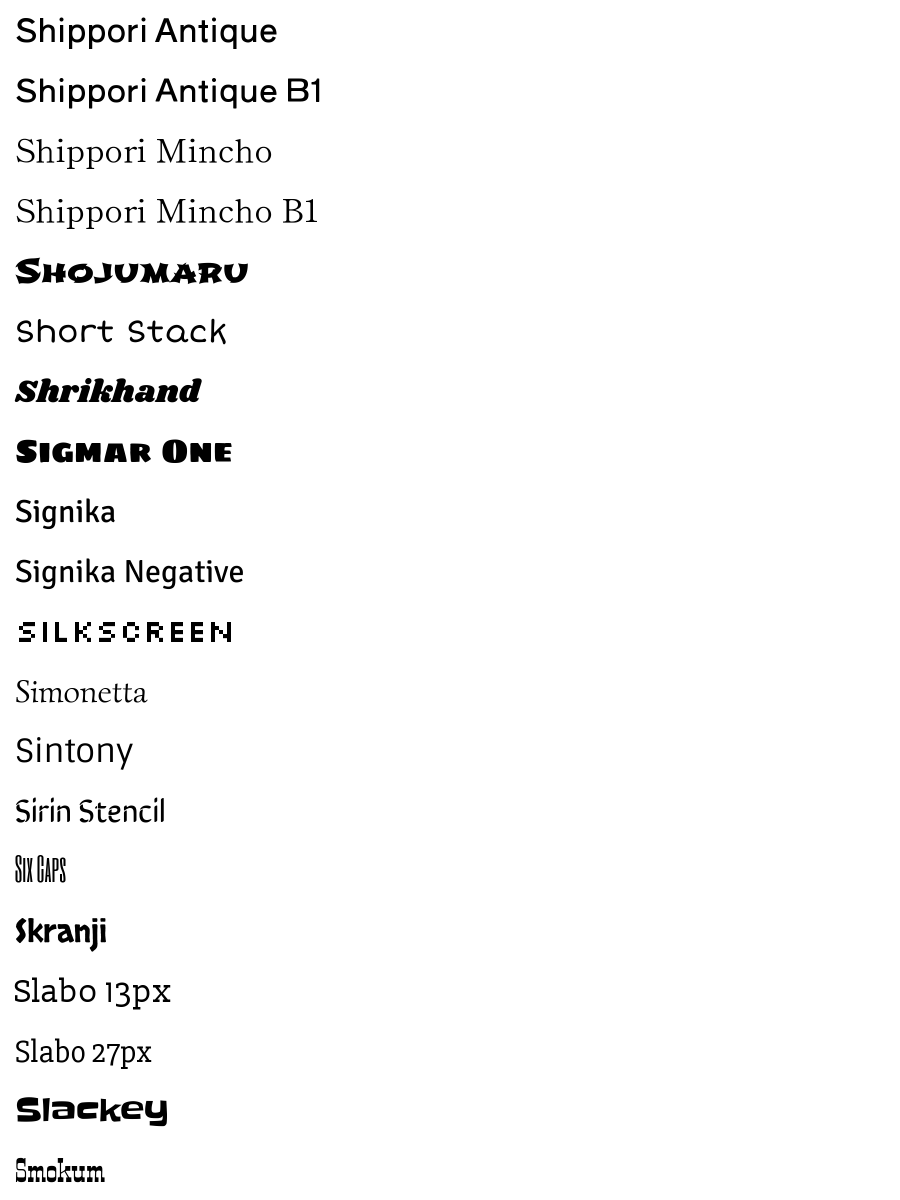 Shippori Antique
Shippori Antique B1
Shippori Mincho
Shippori Mincho B1
Shojumaru
Short Stack
Shrikhand
Sigmar One
Signika
Signika Negative
SILKSCREEN
Simonetta
Sintony
Sirin Stencil
Six Caps
Skranji
Slabo 13px
Slabo 27px
Slackey
Smokum